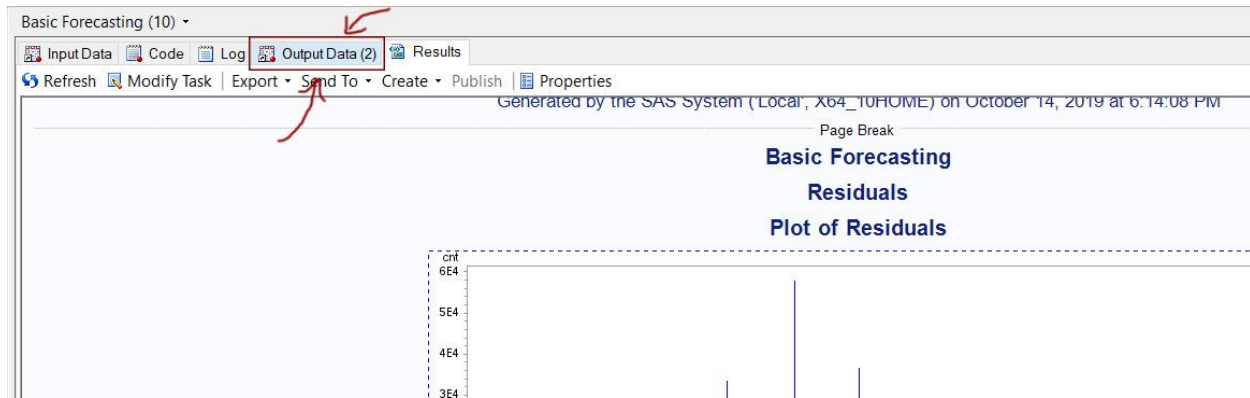 Basic Forecasting (10)
Input Data Code Log Output Data (2) Results
Refresh Modify Task Export Send To Create Publish Properties
Generated by the SAS System ('Local', X64_10HOME) on October 14, 2019 at 6:14:08 PM
Page Break
Basic Forecasting
Residuals
Plot of Residuals
cnt
6E4
5E4
4E4
3E4